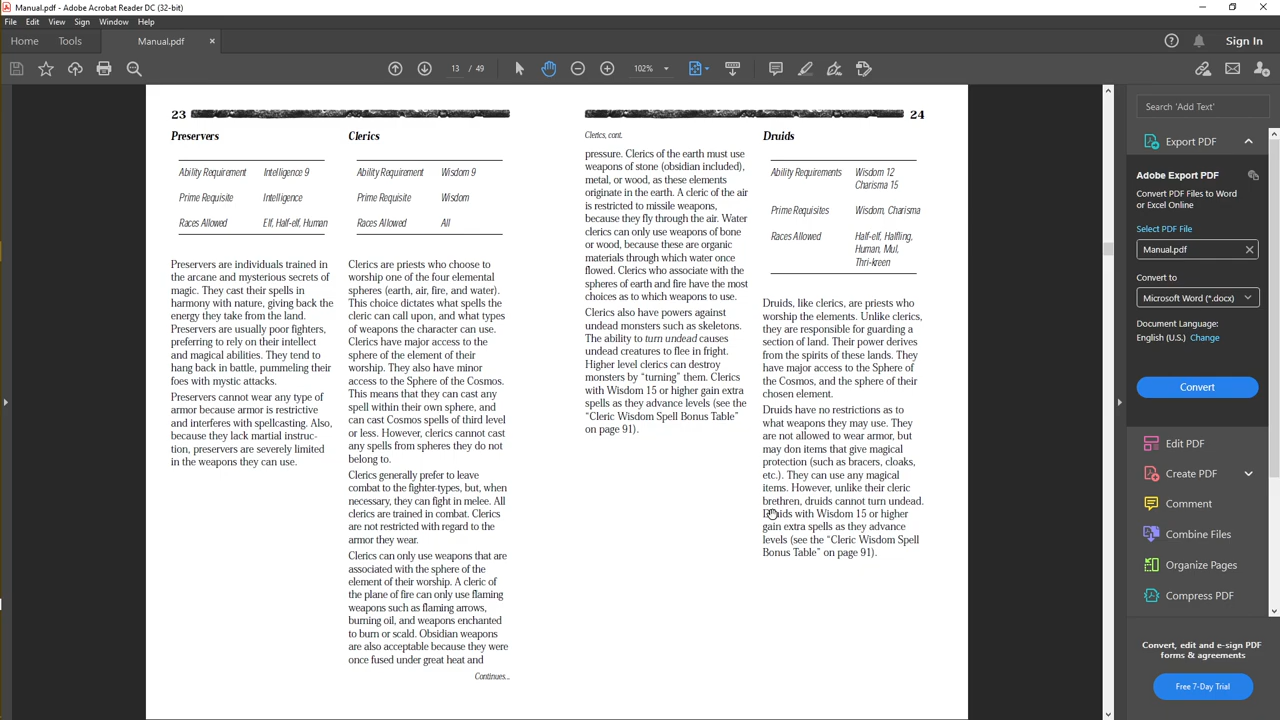 Manual.pdf - Adobe Acrobat Reader DC (32-bit)
File Edit View Sign Window Help
Home Tools Manual.pdf × Sign In
13 / 49 102%
23
Preservers
Ability Requirement Intelligence 9
Prime Requisite Intelligence
Races Allowed Elf, Half-elf, Human
Preservers are individuals trained in
the arcane and mysterious secrets of
magic. They cast their spells in
harmony with nature, giving back the
energy they take from the land.
Preservers are usually poor fighters,
preferring to rely on their intellect
and magical abilities. They tend to
hang back in battle, pummeling their
foes with mystic attacks.
Preservers cannot wear any type of
armor because armor is restrictive
and interferes with spellcasting. Also,
because they lack martial instruc-
tion, preservers are severely limited
in the weapons they can use.
Clerics
Ability Requirement Wisdom 9
Prime Requisite Wisdom
Races Allowed All
Clerics are priests who choose to
worship one of the four elemental
spheres (earth, air, fire, and water).
This choice dictates what spells the
cleric can call upon, and what types
of weapons the character can use.
Clerics have major access to the
sphere of the element of their
worship. They also have minor
access to the Sphere of the Cosmos.
This means that they can cast any
spell within their own sphere, and
can cast Cosmos spells of third level
or less. However, clerics cannot cast
any spells from spheres they do not
belong to.
Clerics generally prefer to leave
combat to the fighter-types, but, when
necessary, they can fight in melee. All
clerics are trained in combat. Clerics
are not restricted with regard to the
armor they wear.
Clerics can only use weapons that are
associated with the sphere of the
element of their worship. A cleric of
the plane of fire can only use flaming
weapons such as flaming arrows,
burning oil, and weapons enchanted
to burn or scald. Obsidian weapons
are also acceptable because they were
once fused under great heat and
Continues...
24
Clerics, cont.
pressure. Clerics of the earth must use
weapons of stone (obsidian included),
metal, or wood, as these elements
originate in the earth. A cleric of the air
is restricted to missile weapons,
because they fly through the air. Water
clerics can only use weapons of bone
or wood, because these are organic
materials through which water once
flowed. Clerics who associate with the
spheres of earth and fire have the most
choices as to which weapons to use.
Clerics also have powers against
undead monsters such as skeletons.
The ability to turn undead causes
undead creatures to flee in fright.
Higher level clerics can destroy
monsters by “turning” them. Clerics
with Wisdom 15 or higher gain extra
spells as they advance levels (see the
“Cleric Wisdom Spell Bonus Table”
on page 91).
Druids
Ability Requirements Wisdom 12
Charisma 15
Prime Requisites Wisdom, Charisma
Races Allowed Half-elf, Halfling,
Human, Mul,
Thri-kreen
Druids, like clerics, are priests who
worship the elements. Unlike clerics,
they are responsible for guarding a
section of land. Their power derives
from the spirits of these lands. They
have major access to the Sphere of
the Cosmos, and the sphere of their
chosen element.
Druids have no restrictions as to
what weapons they may use. They
are not allowed to wear armor, but
may don items that give magical
protection (such as bracers, cloaks,
etc.). They can use any magical
items. However, unlike their cleric
brethren, druids cannot turn undead.
Druids with Wisdom 15 or higher
gain extra spells as they advance
levels (see the “Cleric Wisdom Spell
Bonus Table” on page 91).
Search 'Add Text'
Export PDF
Adobe Export PDF
Convert PDF Files to Word
or Excel Online
Select PDF File
Manual.pdf
Convert to
Microsoft Word (*.docx)
Document Language:
English (U.S.) Change
Convert
Edit PDF
Create PDF
Comment
Combine Files
Organize Pages
Compress PDF
Convert, edit and e-sign PDF
forms & agreements
Free 7-Day Trial